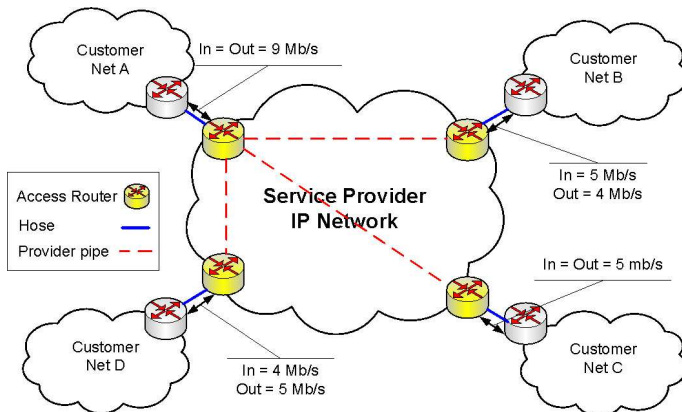 Customer
Net A
In = Out = 9 Mb/s
Customer
Net B
Service Provider
IP Network
In = 5 Mb/s
Out = 4 Mb/s
Access Router
Hose
Provider pipe
In = Out = 5 mb/s
Customer
Net D
In = 4 Mb/s
Out = 5 Mb/s
Customer
Net C